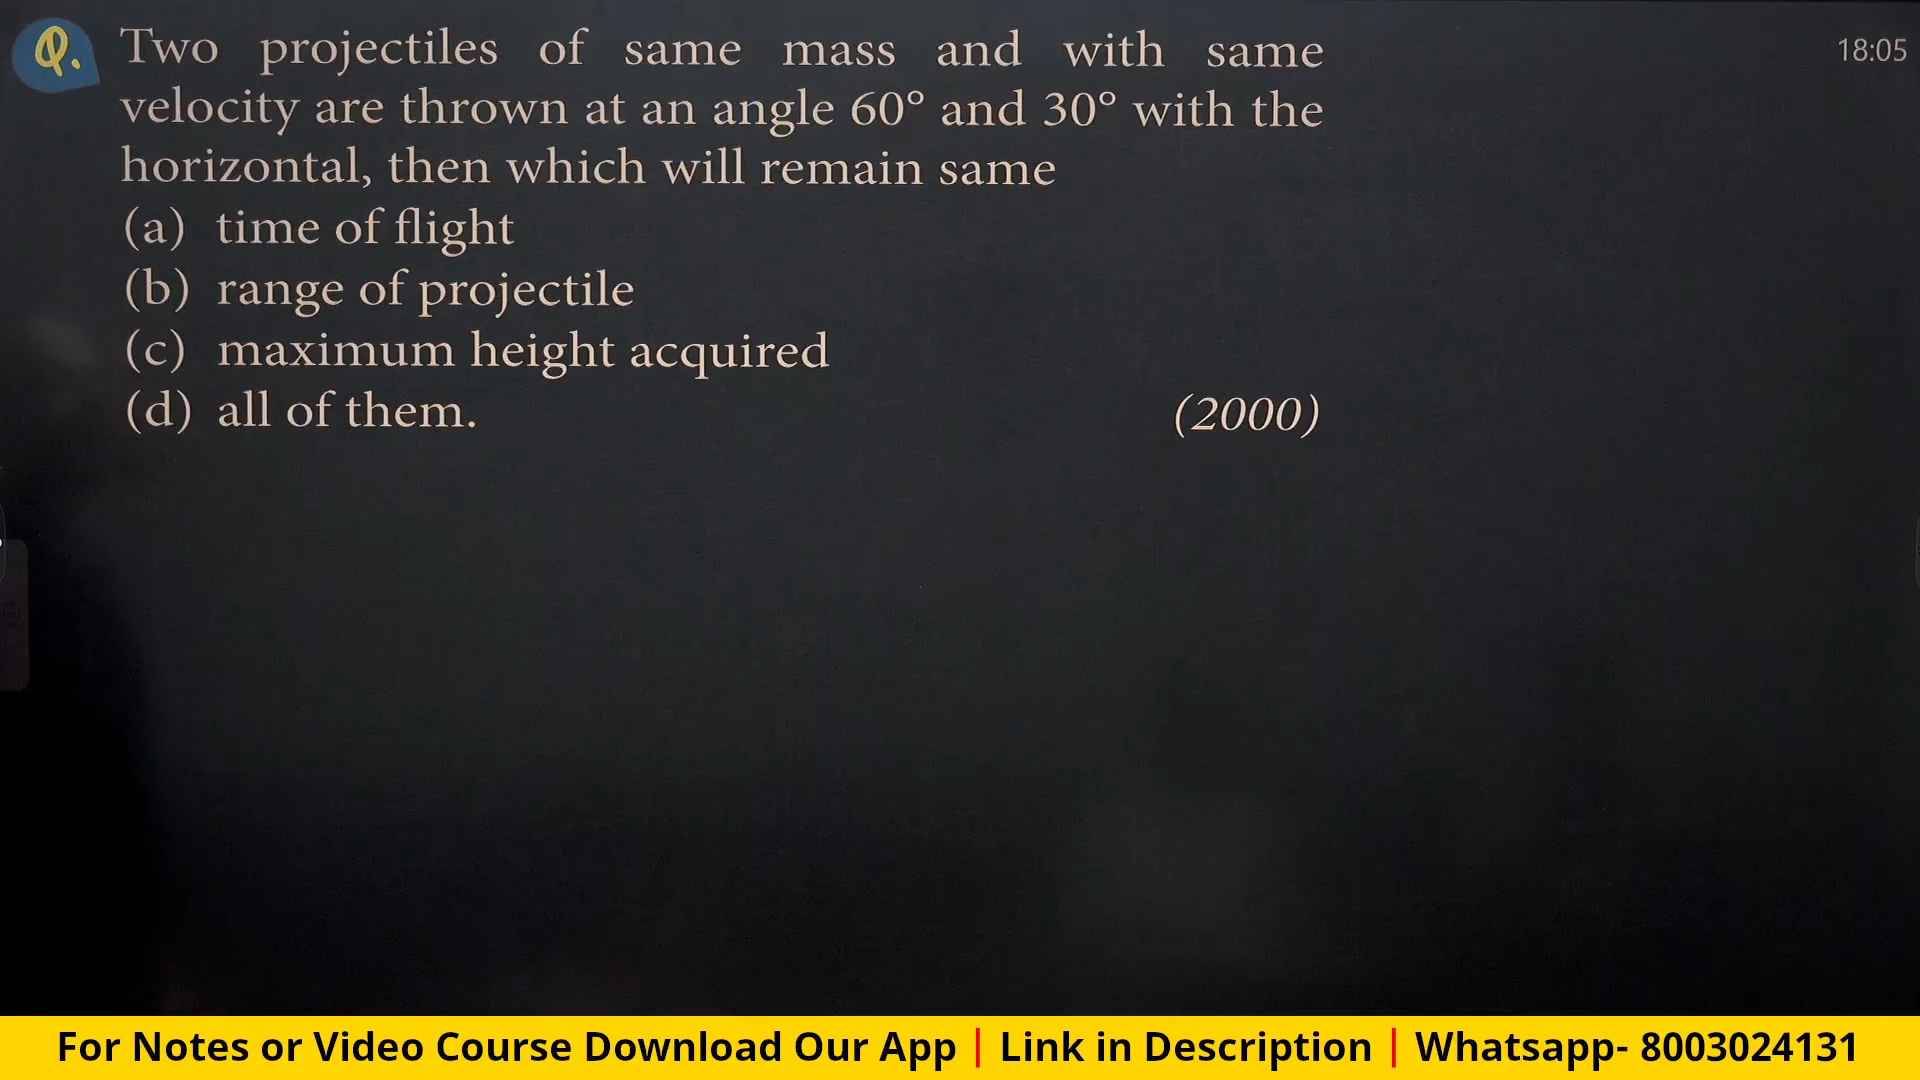 Q. Two projectiles of same mass and with same
18:05
velocity are thrown at an angle 60° and 30° with the
horizontal, then which will remain same
(a) time of flight
(b) range of projectile
(c) maximum height acquired
(d) all of them. (2000)
For Notes or Video Course Download Our App | Link in Description | Whatsapp- 8003024131